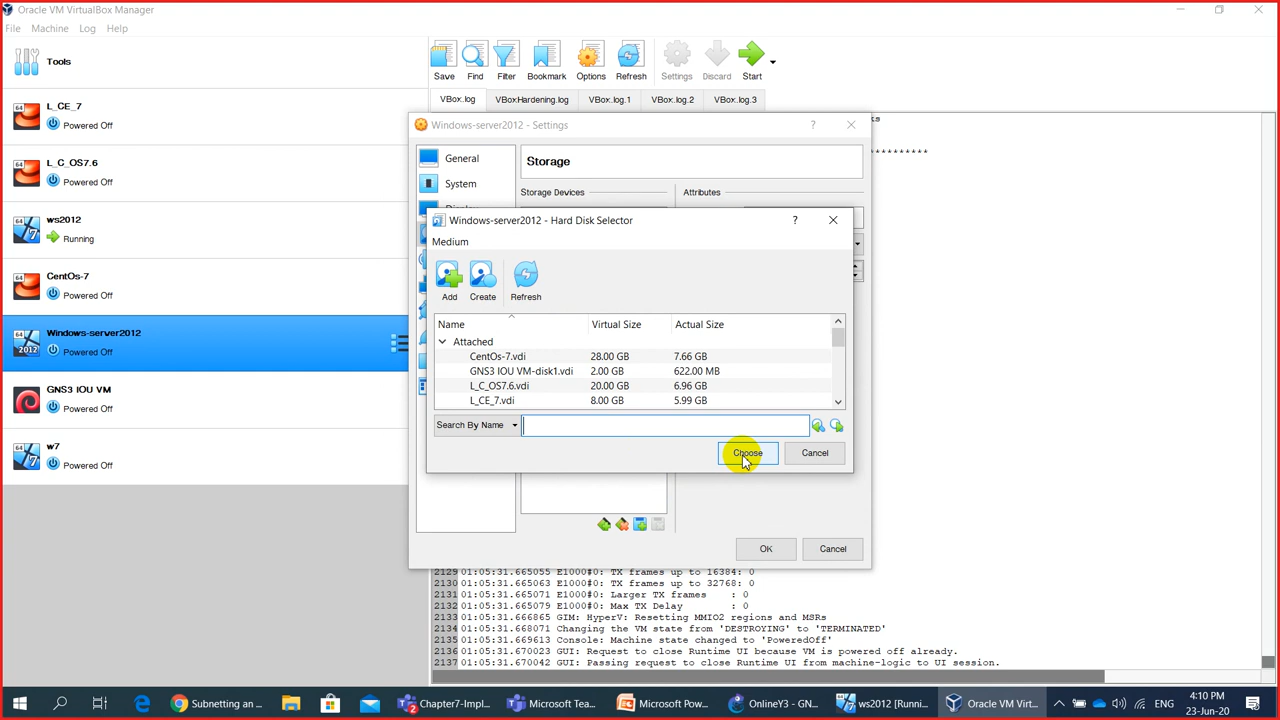 Oracle VM VirtualBox Manager
File Machine Log Help
Tools
Save Find Filter Bookmark Options Refresh Settings Discard Start
64 L_CE_7
Powered Off
VBox.log VBoxHardening.log VBox.log.1 VBox.log.2 VBox.log.3
Windows-server2012 - Settings ?
**********
General Storage
64 L_C_OS7.6
Powered Off
System Storage Devices Attributes
64 ws2012
Running
Windows-server2012 - Hard Disk Selector ?
Medium
64 CentOs-7
Powered Off
Add Create Refresh
Name Virtual Size Actual Size
64 Windows-server2012
2012 Powered Off
Attached
CentOs-7.vdi 28.00 GB 7.66 GB
GNS3 IOU VM-disk1.vdi 2.00 GB 622.00 MB
L_C_OS7.6.vdi 20.00 GB 6.96 GB
L_CE_7.vdi 8.00 GB 5.99 GB
GNS3 IOU VM
Powered Off
Search By Name
Choose Cancel
64 w7
Powered Off
OK Cancel
2129 01:05:31.665055 E1000#0: TX frames up to 16384: 0
2130 01:05:31.665063 E1000#0: TX frames up to 32768: 0
2131 01:05:31.665071 E1000#0: Larger TX frames : 0
2132 01:05:31.665079 E1000#0: Max TX Delay : 0
2133 01:05:31.666865 GIM: HyperV: Resetting MMIO2 regions and MSRs
2134 01:05:31.668071 Changing the VM state from 'DESTROYING' to 'TERMINATED'
2135 01:05:31.669613 Console: Machine state changed to 'PoweredOff'
2136 01:05:31.670023 GUI: Request to close Runtime UI because VM is powered off already.
2137 01:05:31.670042 GUI: Passing request to close Runtime UI from machine-logic to UI session.
Subnetting an ... Chapter7-Impl... Microsoft Tea... Microsoft Pow... OnlineY3 - GN... ws2012 [Runni... Oracle VM Virt... ENG
4:10 PM
23-Jun-20